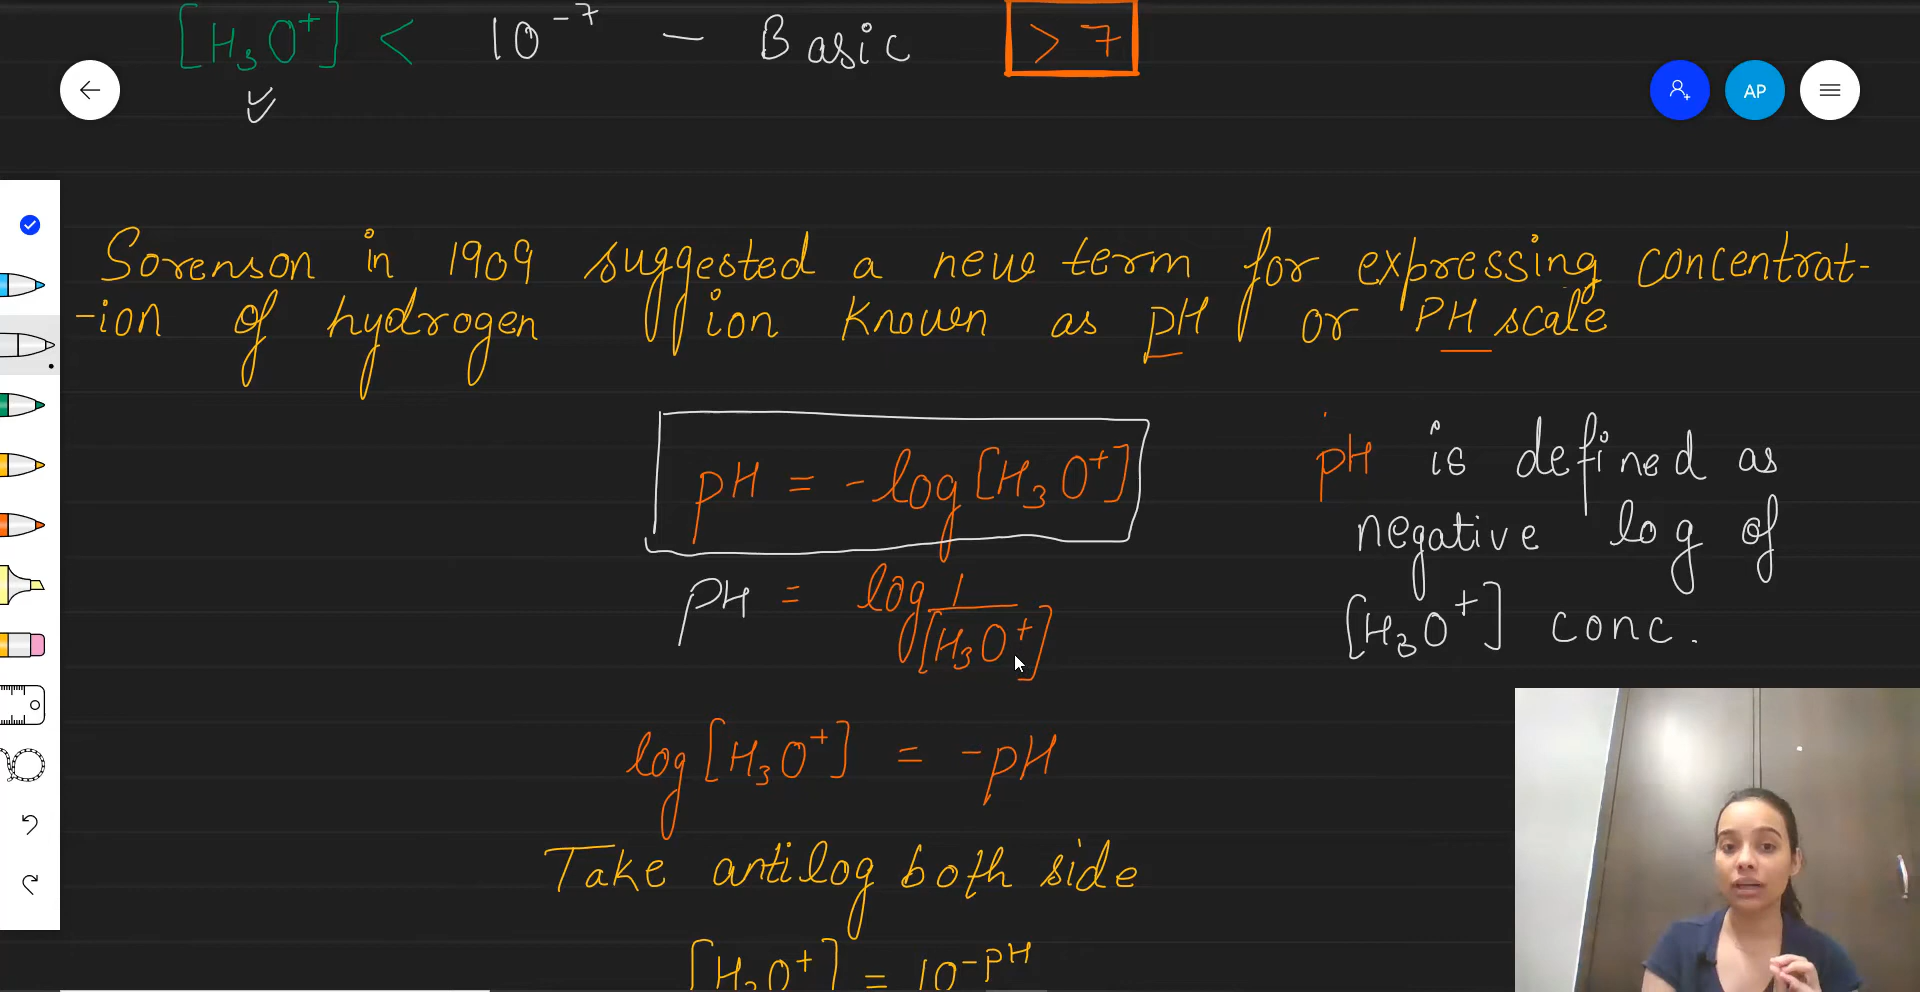 [H₃O⁺] < 10⁻⁷ — Basic > 7
AP
Sorenson in 1909 suggested a new term for expressing concentrat-
-ion of hydrogen ion known as pH or PH scale
pH = -log[H₃O⁺]
pH = log 1/[H₃O⁺]
log[H₃O⁺] = -pH
Take antilog both side
[H₃O⁺] = 10⁻ᵖᴴ
pH is defined as
negative log of
[H₃O⁺] conc.